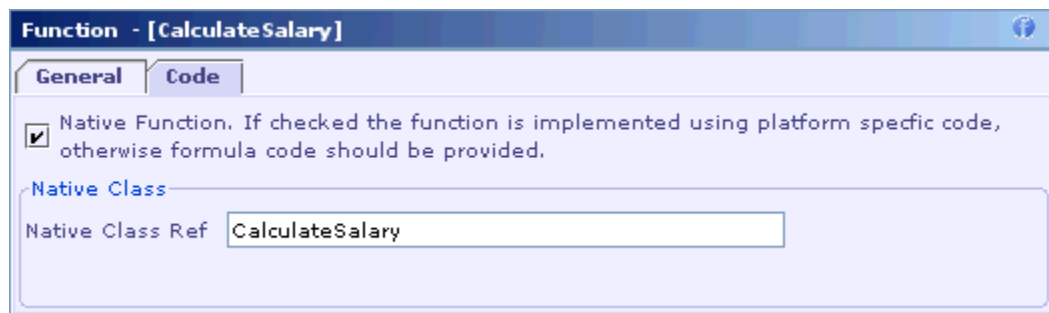 Function - [CalculateSalary]
General Code
Native Function. If checked the function is implemented using platform specfic code,
otherwise formula code should be provided.
Native Class
Native Class Ref CalculateSalary